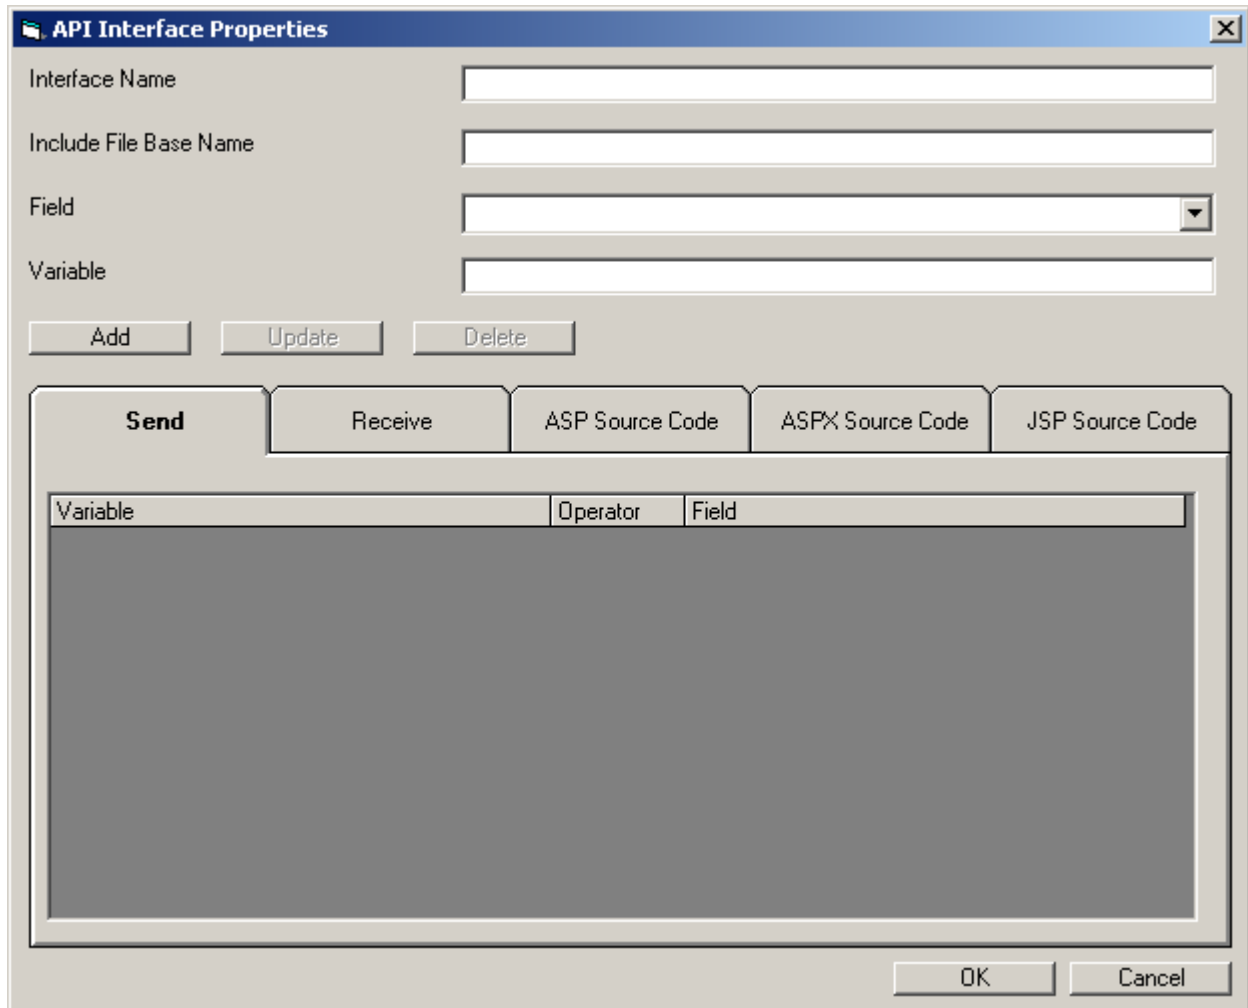 API Interface Properties
Interface Name
Include File Base Name
Field
Variable
Add Update Delete
Send Receive ASP Source Code ASPX Source Code JSP Source Code
Variable Operator Field
OK Cancel